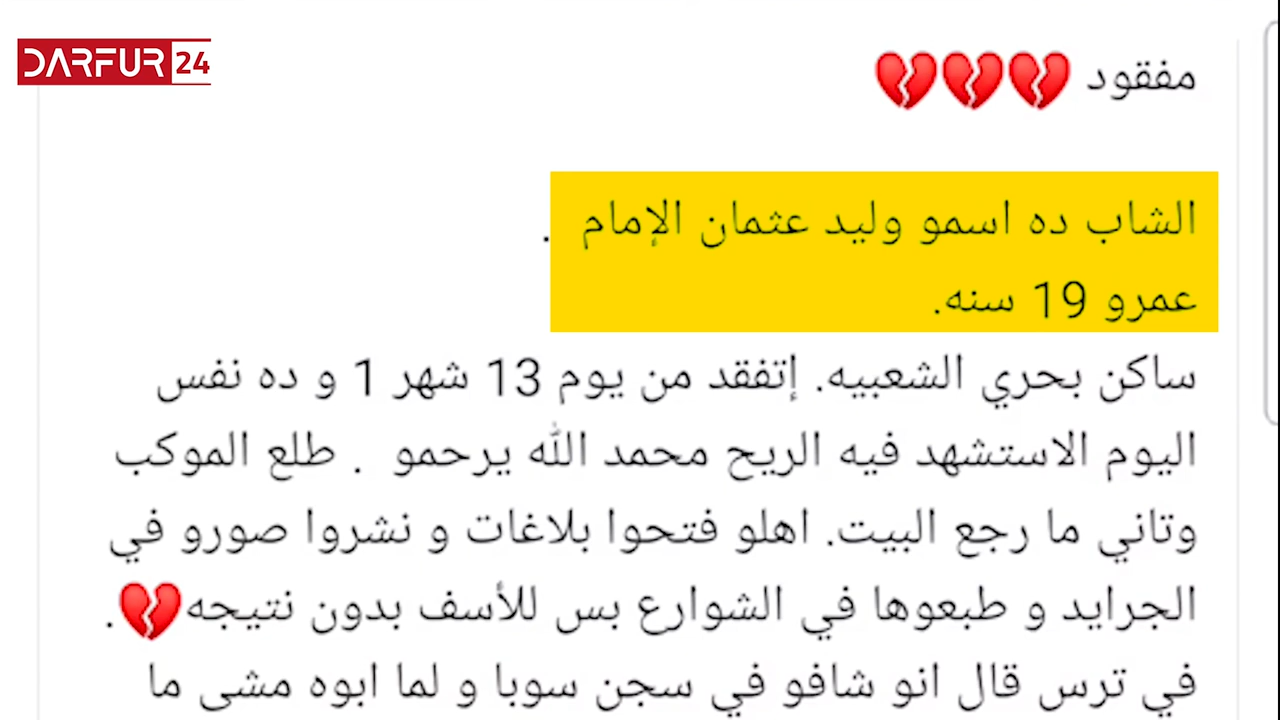 DARFUR 24
مفقود 💔💔💔
الشاب ده اسمو وليد عثمان الإمام .
عمرو 19 سنه.
ساكن بحري الشعبيه. إتفقد من يوم 13 شهر 1 و ده نفس
اليوم الاستشهد فيه الريح محمد الله يرحمو . طلع الموكب
وتاني ما رجع البيت. اهلو فتحوا بلاغات و نشروا صورو في
الجرايد و طبعوها في الشوارع بس للأسف بدون نتيجه💔.
في ترس قال انو شافو في سجن سوبا و لما ابوه مشى ما